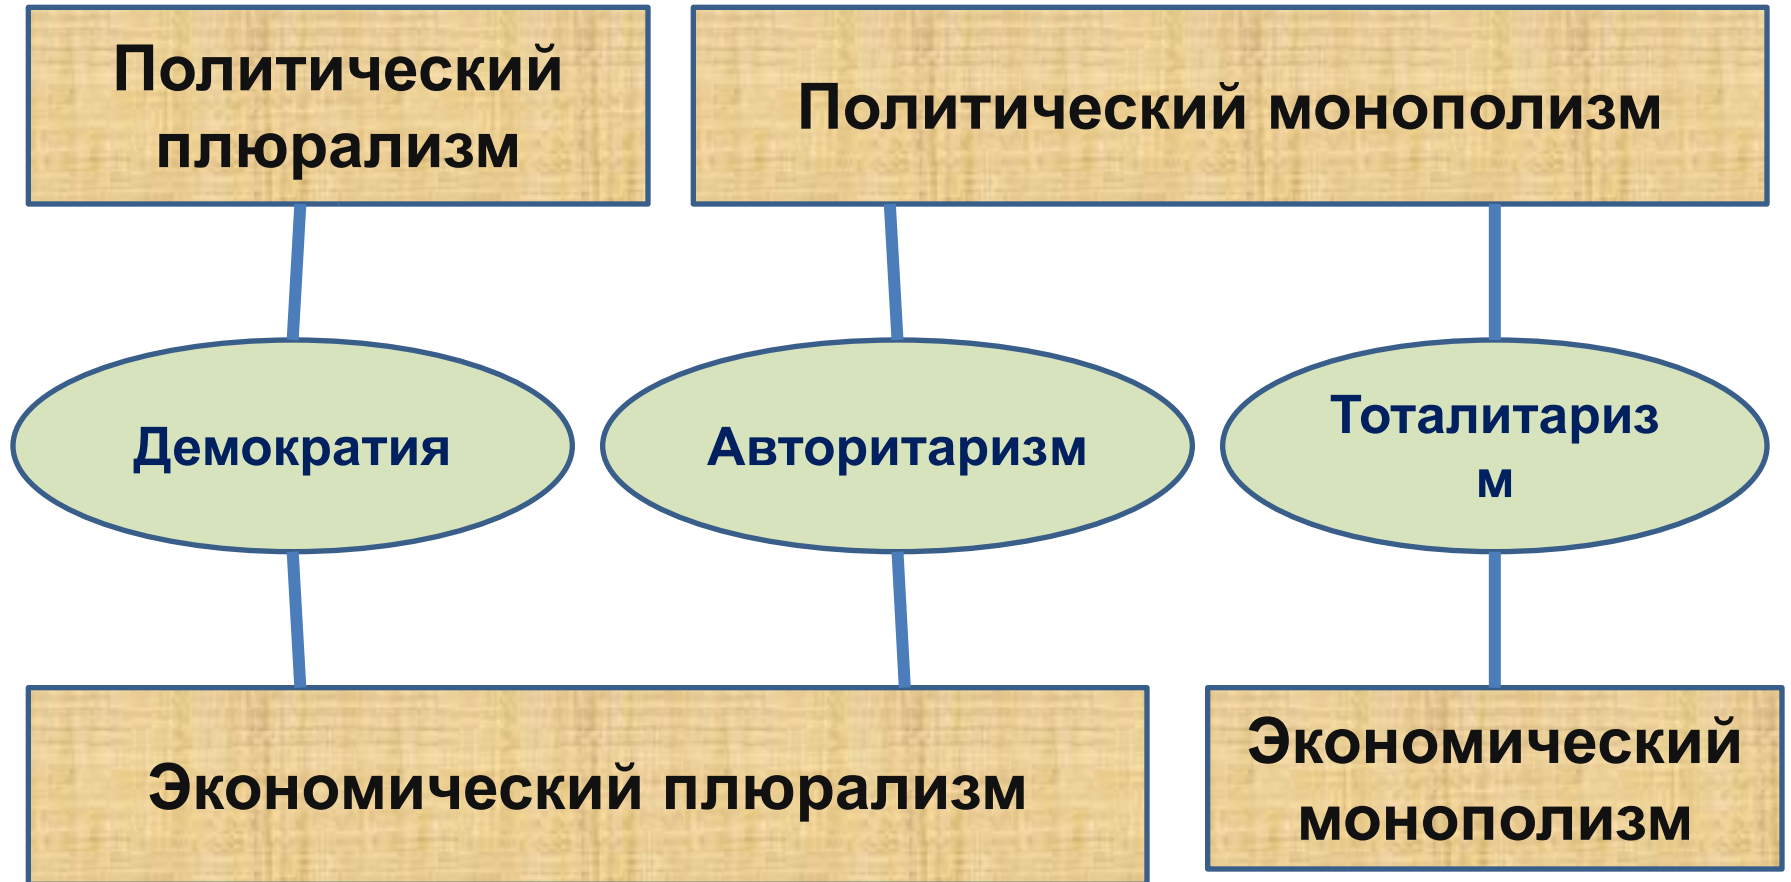 Политический
плюрализм
Политический монополизм
Демократия
Авторитаризм
Тоталитариз
м
Экономический плюрализм
Экономический
монополизм